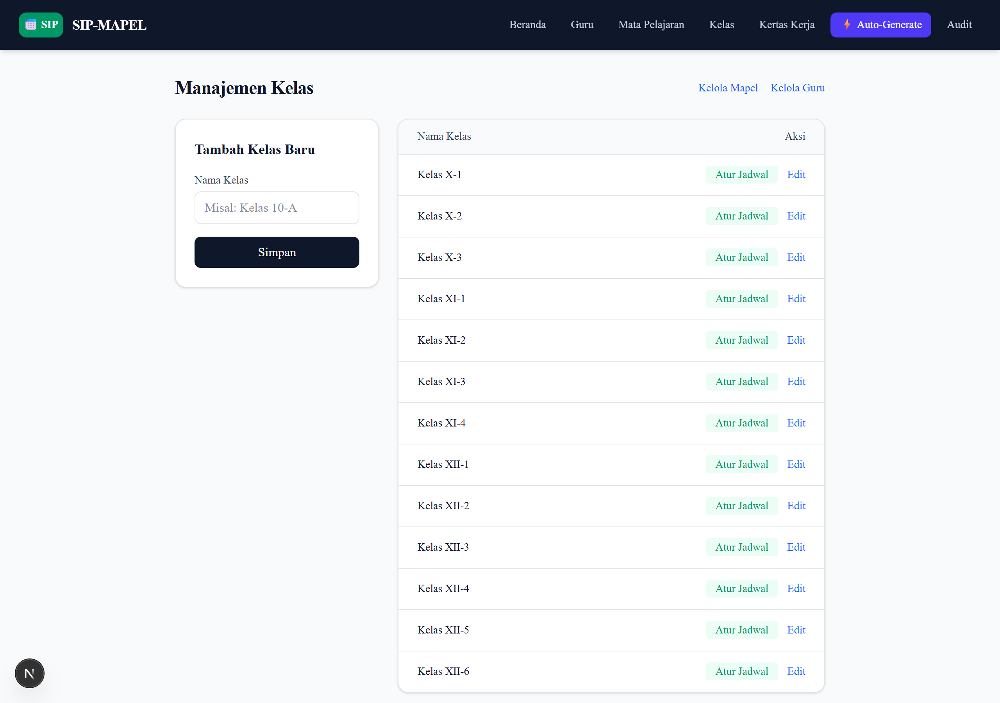 SIP SIP-MAPEL Beranda Guru Mata Pelajaran Kelas Kertas Kerja Auto-Generate Audit
Manajemen Kelas Kelola Mapel Kelola Guru
Tambah Kelas Baru
Nama Kelas
Misal: Kelas 10-A
Simpan
Nama Kelas Aksi
Kelas X-1 Atur Jadwal Edit
Kelas X-2 Atur Jadwal Edit
Kelas X-3 Atur Jadwal Edit
Kelas XI-1 Atur Jadwal Edit
Kelas XI-2 Atur Jadwal Edit
Kelas XI-3 Atur Jadwal Edit
Kelas XI-4 Atur Jadwal Edit
Kelas XII-1 Atur Jadwal Edit
Kelas XII-2 Atur Jadwal Edit
Kelas XII-3 Atur Jadwal Edit
Kelas XII-4 Atur Jadwal Edit
Kelas XII-5 Atur Jadwal Edit
Kelas XII-6 Atur Jadwal Edit
N